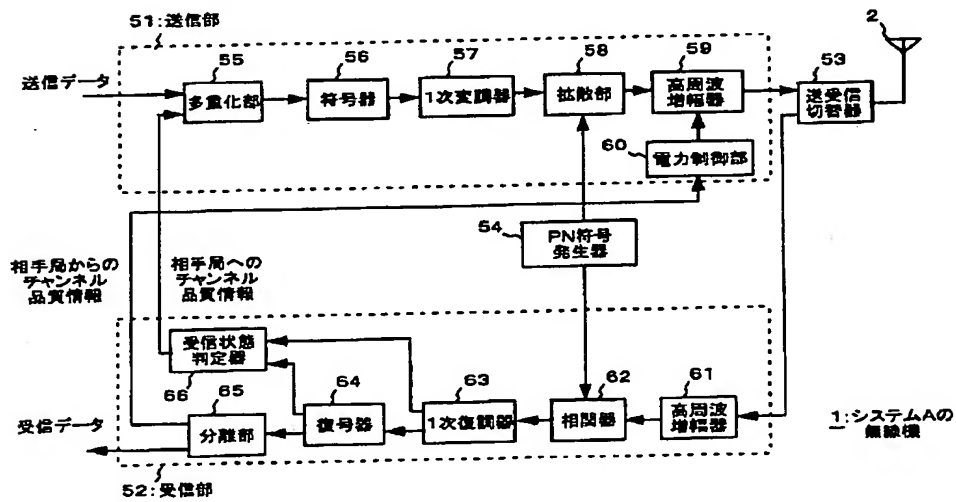 51:送信部
2
送信データ
55
多重化部
56
符号器
57
1次変調器
58
拡散部
59
高周波
増幅器
53
送受信
切替器
60
電力制御部
54
PN符号
発生器
相手局からの
チャンネル
品質情報
相手局への
チャンネル
品質情報
受信状態
判定器
66
65
分離部
64
復号器
63
1次復調器
62
相関器
61
高周波
増幅器
受信データ
52:受信部
1:システムAの
無線機